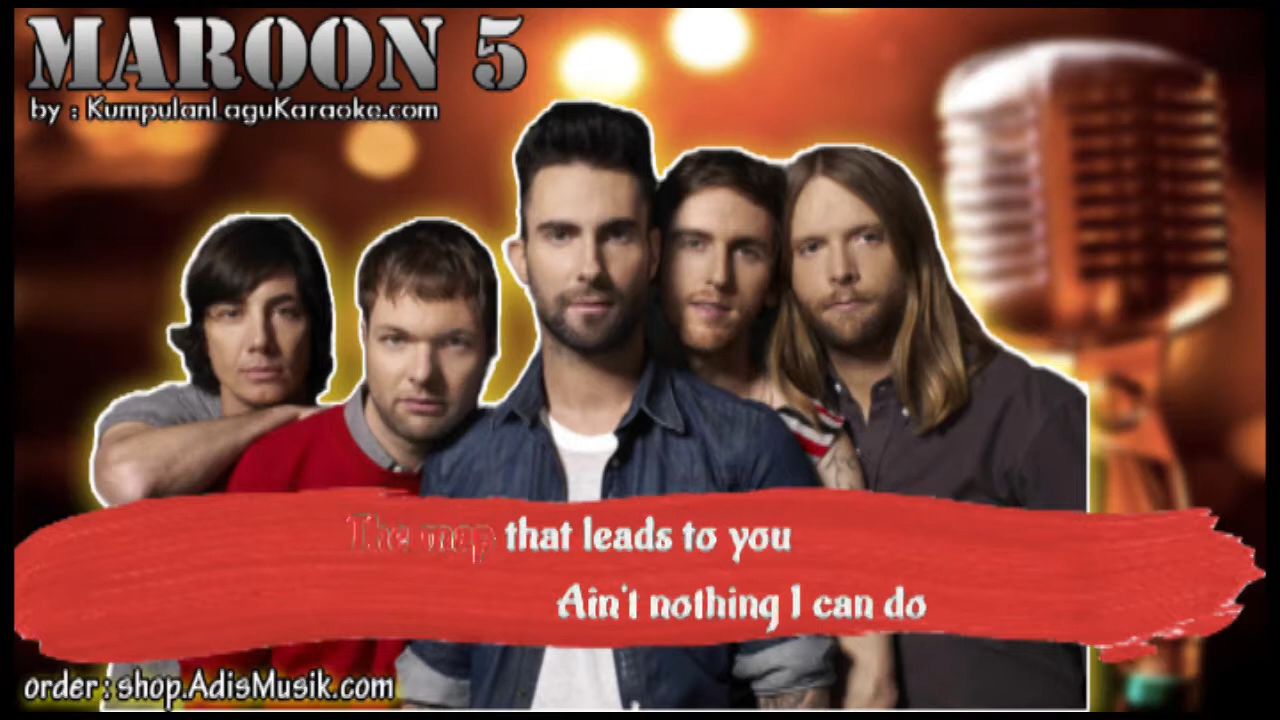 MAROON 5
by : KumpulanLaguKaraoke.com
The map that leads to you
Ain't nothing I can do
order : shop.AdisMusik.com